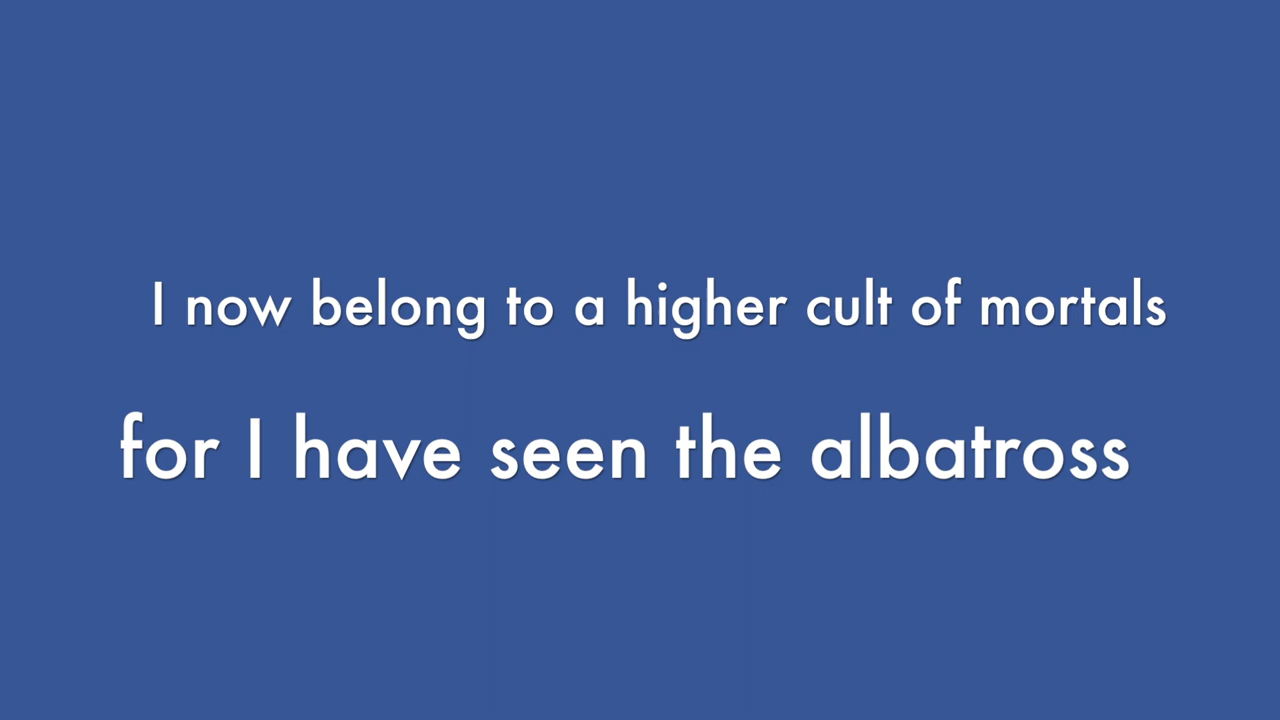 I now belong to a higher cult of mortals
for I have seen the albatross